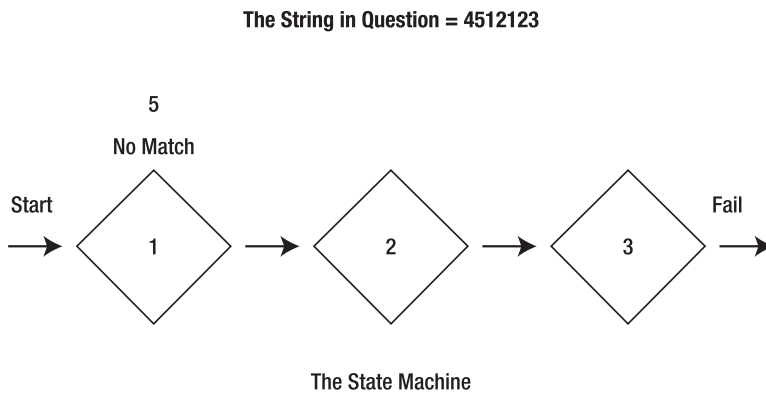 The String in Question = 4512123
5
No Match
Start
Fail
1
2
3
The State Machine